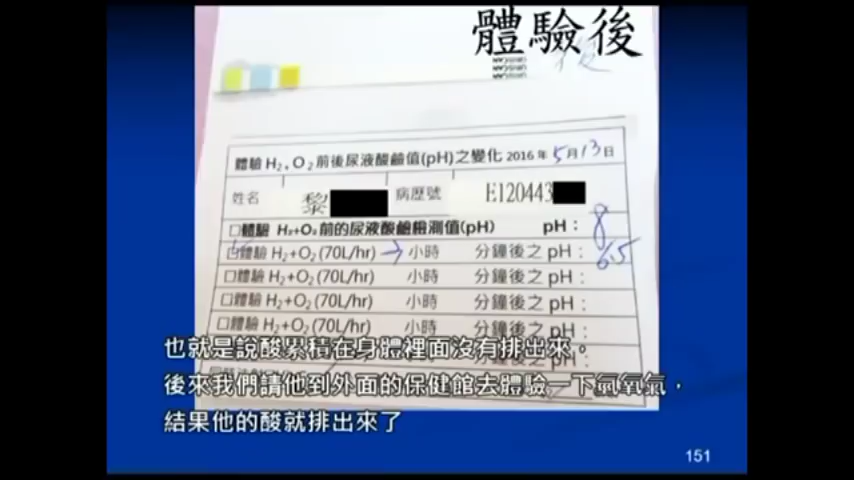 體驗後
後
體驗 H₂,O₂ 前後尿液酸鹼值(pH)之變化 2016 年 5月13日
姓名 黎 病歷號 E120443
□體驗 H₂+O₂前的尿液酸鹼檢測值(pH) pH: 8
☑體驗 H₂+O₂ (70L/hr) → 小時 分鐘後之 pH: 6.5
□體驗 H₂+O₂ (70L/hr) 小時 分鐘後之 pH:
□體驗 H₂+O₂ (70L/hr) 小時 分鐘後之 pH:
□體驗 H₂+O₂ (70L/hr) 小時 分鐘後之 pH:
也就是說酸累積在身體裡面沒有排出來。
後來我們請他到外面的保健館去體驗一下氫氧氣,
結果他的酸就排出來了
151